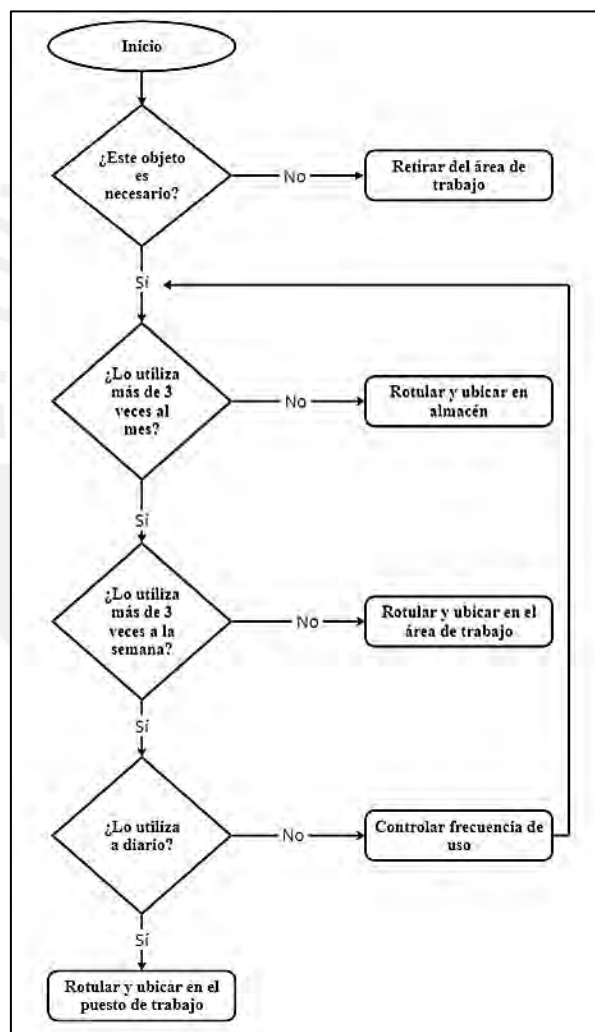 Inicio
¿Este objeto
es
necesario?
No
Retirar del área de
trabajo
Sí
¿Lo utiliza
más de 3
veces al
mes?
No
Rotular y ubicar en
almacén
Sí
¿Lo utiliza
más de 3
veces a la
semana?
No
Rotular y ubicar en el
área de trabajo
Sí
¿Lo utiliza
a diario?
No
Controlar frecuencia de
uso
Sí
Rotular y ubicar en el
puesto de trabajo